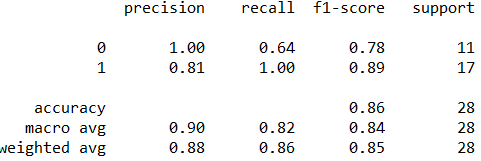 precision recall f1-score support
0 1.00 0.64 0.78 11
1 0.81 1.00 0.89 17
accuracy 0.86 28
macro avg 0.90 0.82 0.84 28
weighted avg 0.88 0.86 0.85 28